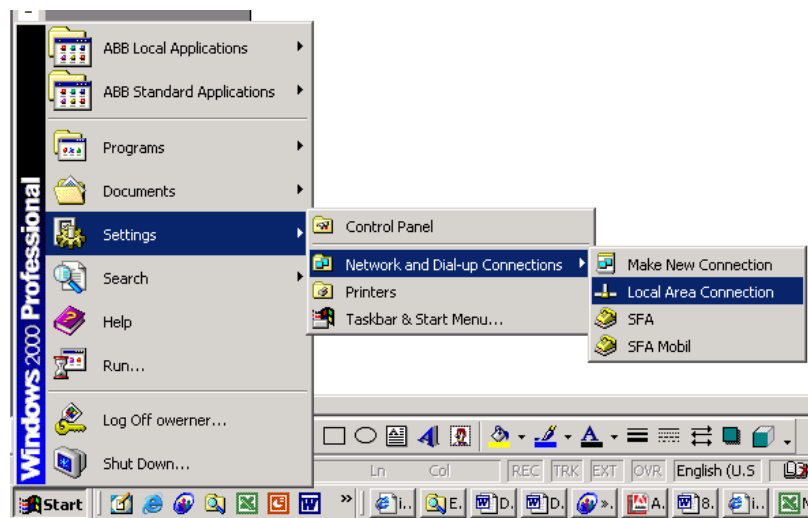 ABB Local Applications
ABB Standard Applications
Programs
Documents
Settings
Search
Help
Run...
Log Off owerner...
Shut Down...
Windows 2000 Professional
Control Panel
Network and Dial-up Connections
Printers
Taskbar & Start Menu...
Make New Connection
Local Area Connection
SFA
SFA Mobil
Ln Col REC TRK EXT OVR English (U.S
Start » i.. E. D. D. ». A. 8. i..